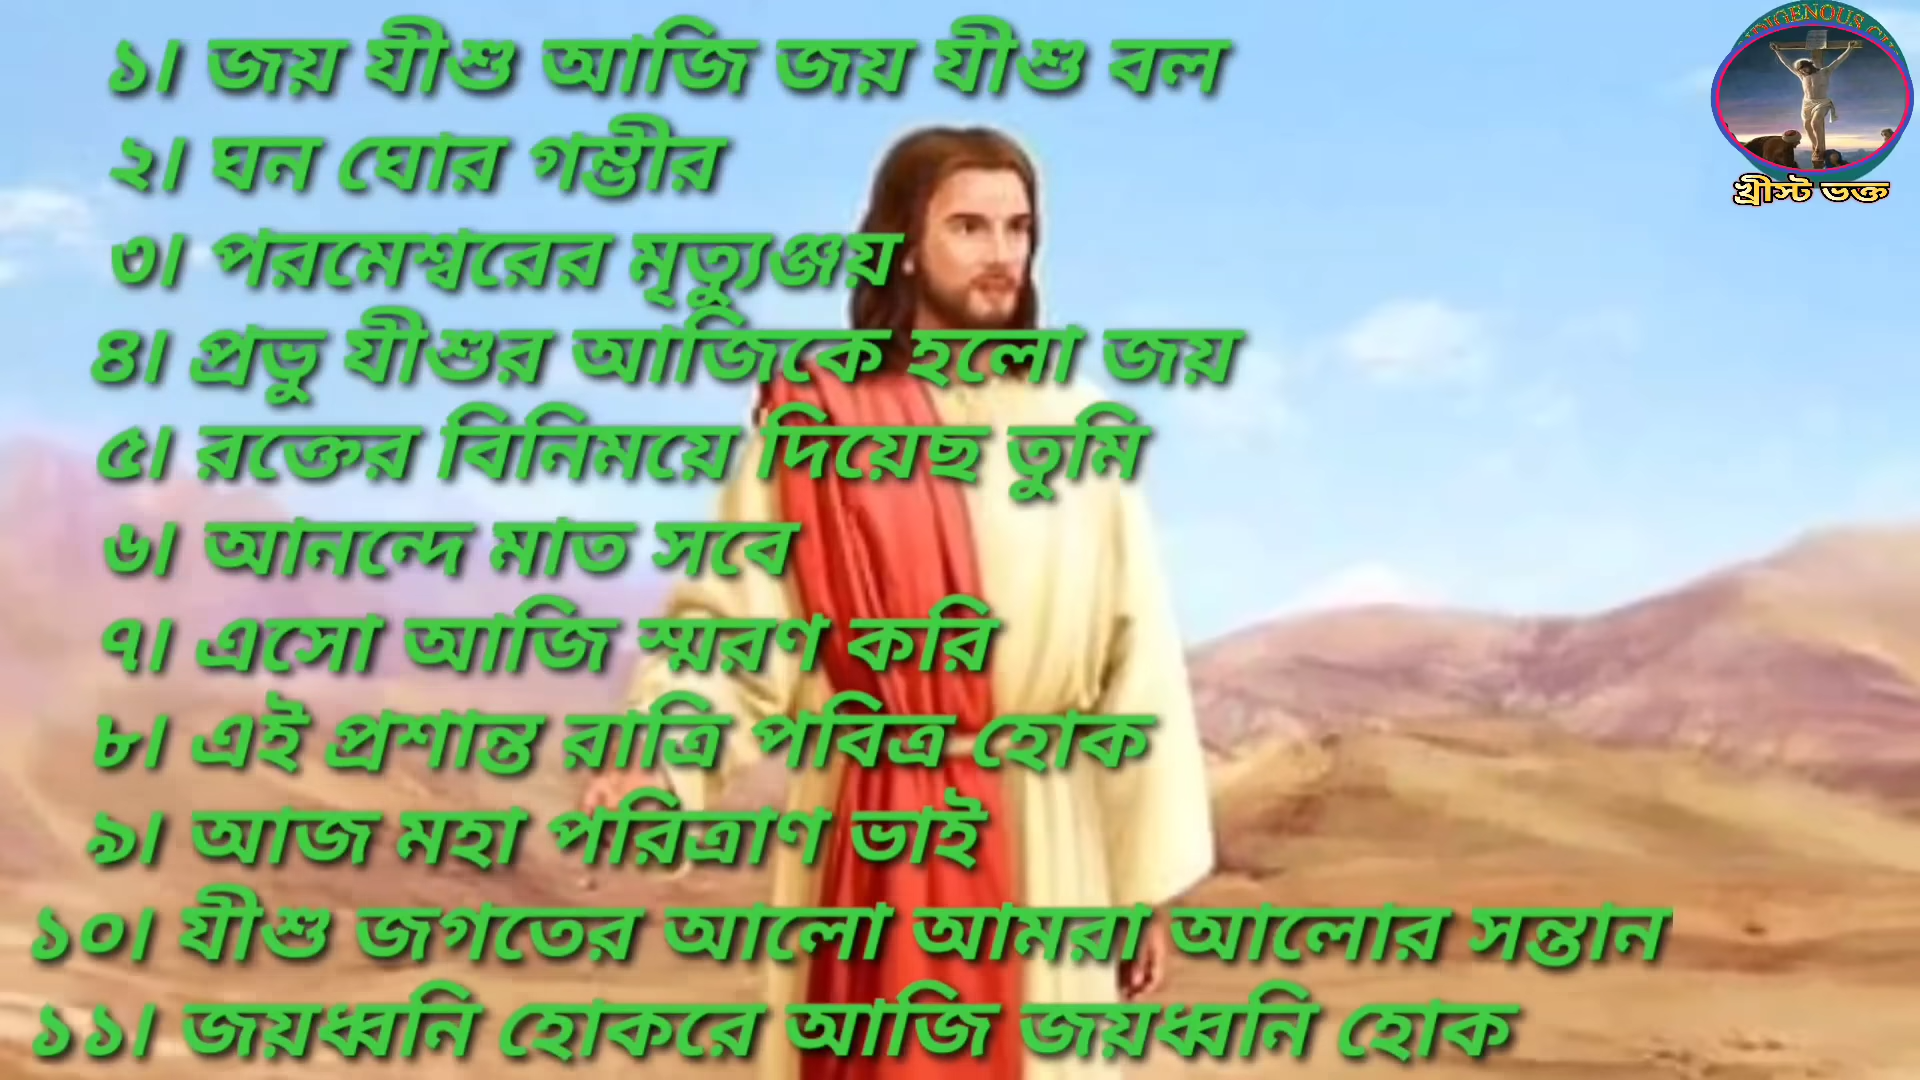 ১। জয় যীশু আজি জয় যীশু বল
২। ঘন ঘোর গম্ভীর
৩। পরমেশ্বরের মৃত্যুঞ্জয়
৪। প্রভু যীশুর আজিকে হলো জয়
৫। রক্তের বিনিময়ে দিয়েছ তুমি
৬। আনন্দে মাত সবে
৭। এসো আজি স্মরণ করি
৮। এই প্রশান্ত রাত্রি পবিত্র হোক
৯। আজ মহা পরিত্রাণ ভাই
১০। যীশু জগতের আলো আমরা আলোর সন্তান
১১। জয়ধ্বনি হোকরে আজি জয়ধ্বনি হোক
খ্রীস্ট ভক্ত